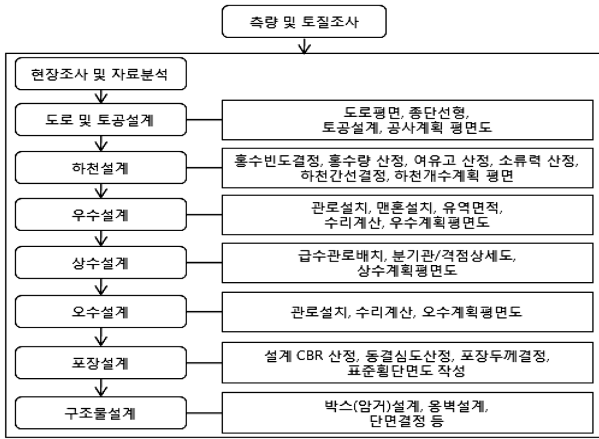 측량 및 토질조사
현장조사 및 자료분석
도로 및 토공설계
도로평면, 종단선형,
토공설계, 공사계획 평면도
하천설계
홍수빈도결정, 홍수량 산정, 여유고 산정, 소류력 산정,
하천간선결정, 하천개수계획 평면
우수설계
관로설치, 맨혼설치, 유역면적,
수리계산, 우수계획평면도
상수설계
급수관로배치, 분기관/격점상세도,
상수계획평면도
오수설계
관로설치, 수리계산, 오수계획평면도
포장설계
설계 CBR 산정, 동결심도산정, 포장두께결정,
표준횡단면도 작성
구조물설계
박스(암거)설계, 옹벽설계,
단면결정 등